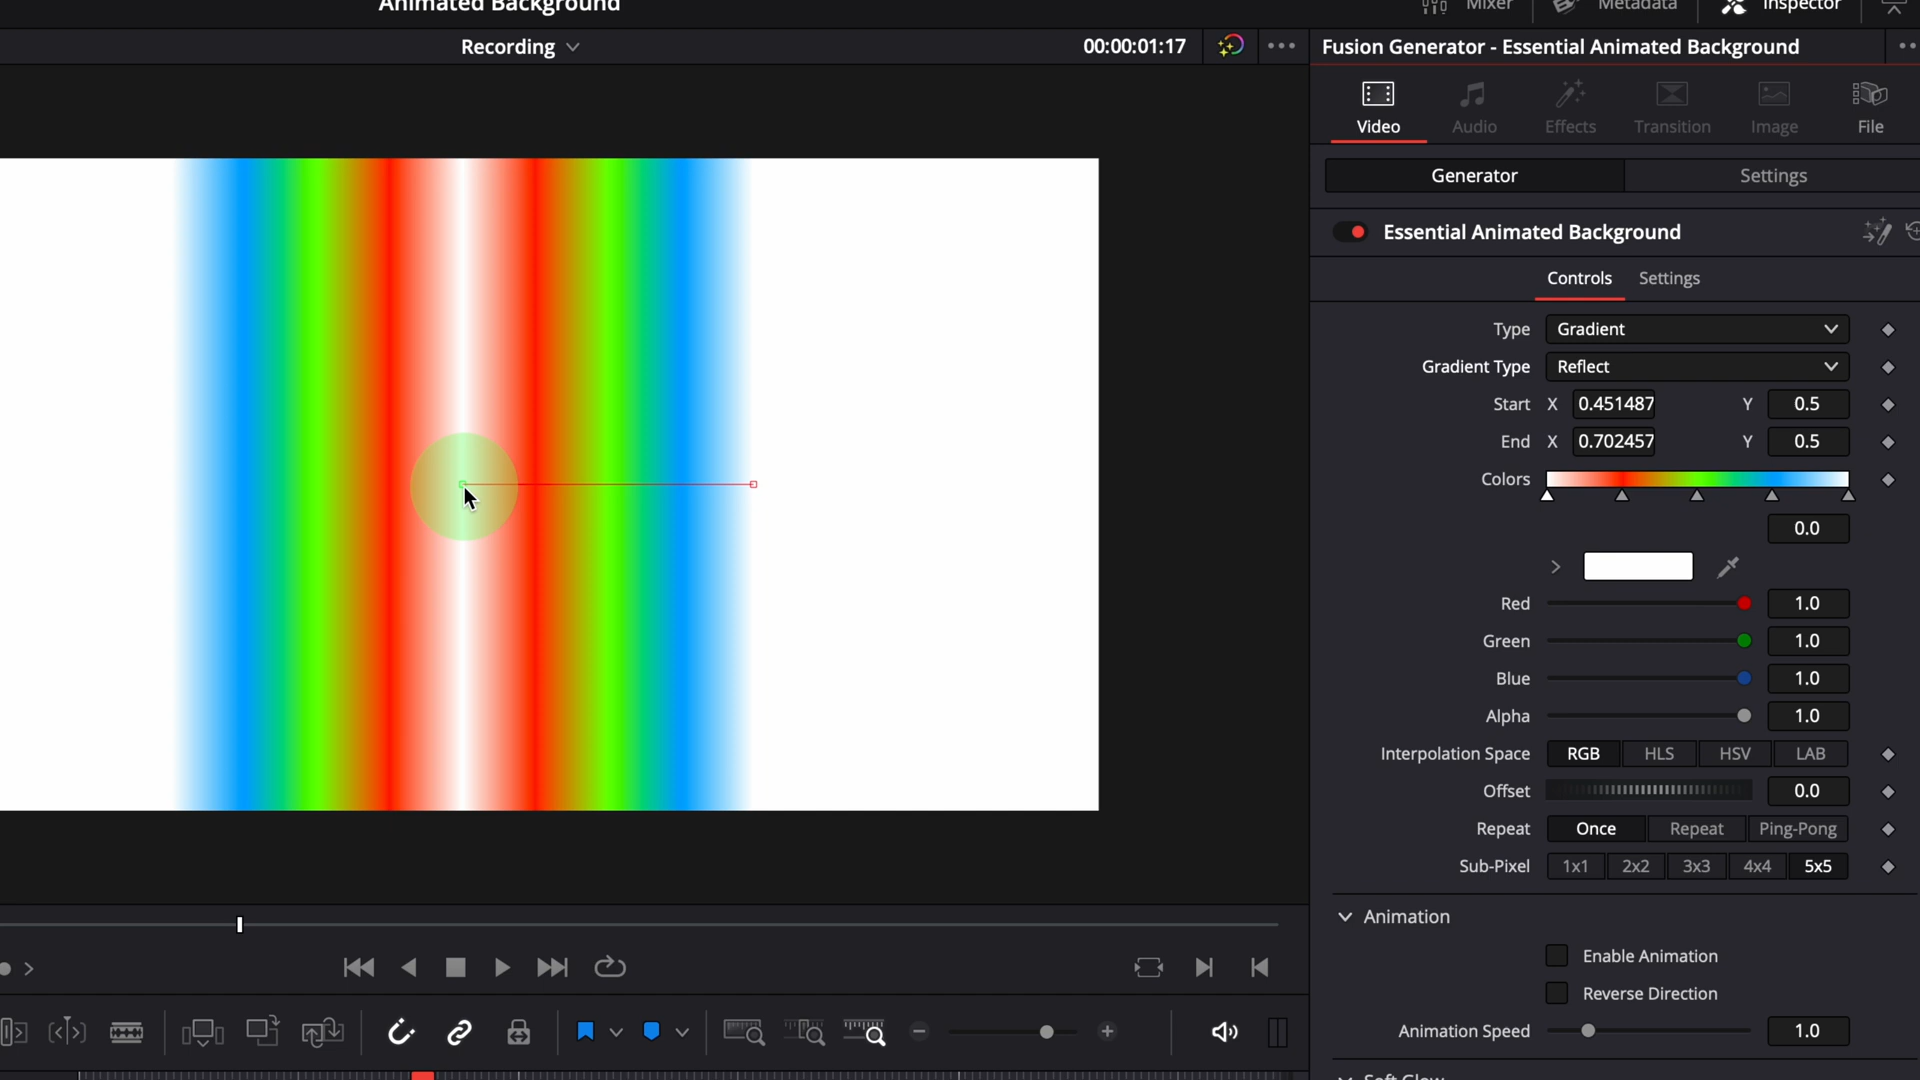 Animated Background
Mixer
Metadata
Inspector
Recording
00:00:01:17
Fusion Generator - Essential Animated Background
Video
Audio
Effects
Transition
Image
File
Generator
Settings
Essential Animated Background
Controls
Settings
Type
Gradient
Gradient Type
Reflect
Start X 0.451487 Y 0.5
End X 0.702457 Y 0.5
Colors
0.0
Red 1.0
Green 1.0
Blue 1.0
Alpha 1.0
Interpolation Space RGB HLS HSV LAB
Offset 0.0
Repeat Once Repeat Ping-Pong
Sub-Pixel 1x1 2x2 3x3 4x4 5x5
Animation
Enable Animation
Reverse Direction
Animation Speed 1.0
Soft Glow